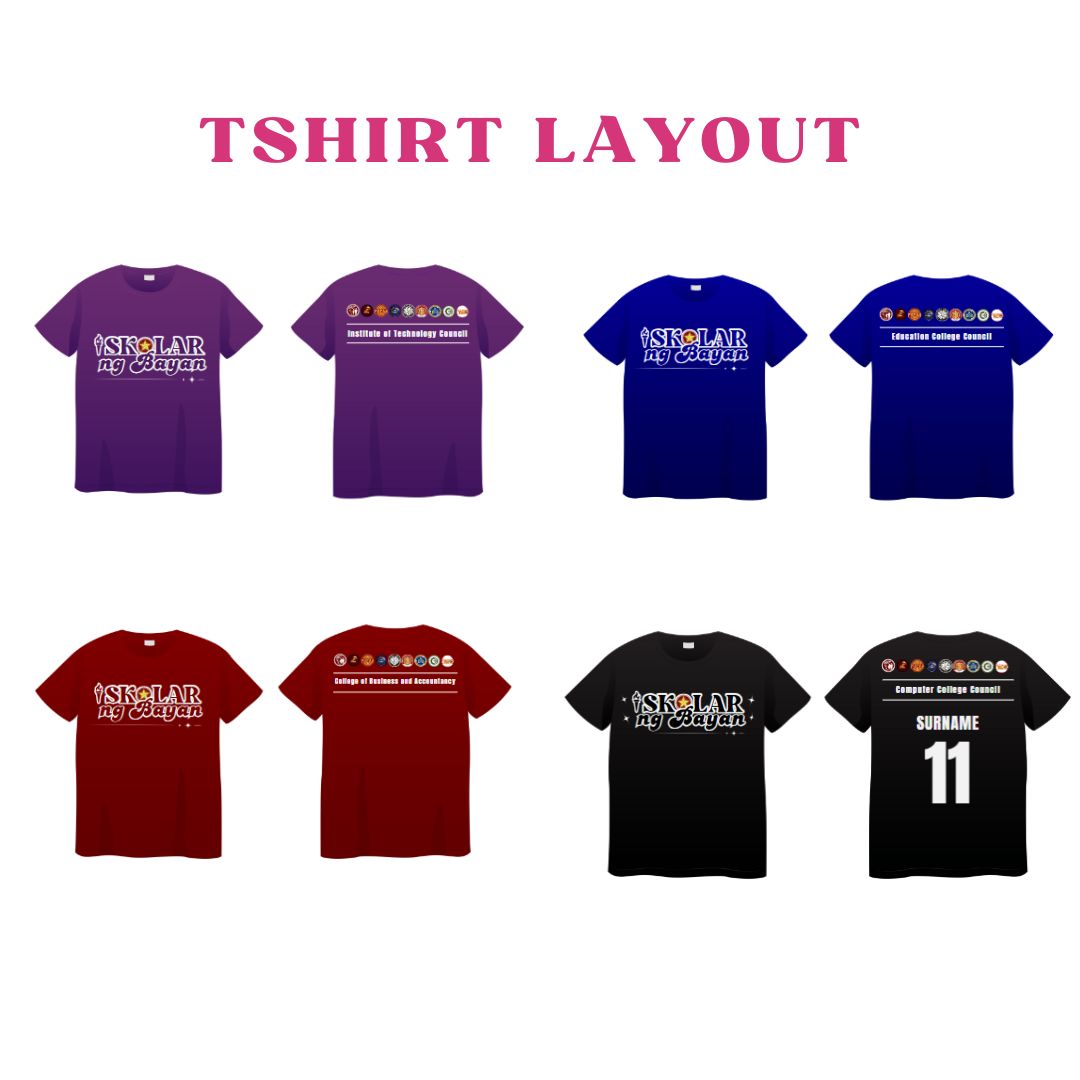 TSHIRT LAYOUT
iSKOLAR
ng Bayan
Institute of Technology Council
iSKOLAR
ng Bayan
Education College Council
iSKOLAR
ng Bayan
College of Business and Accountancy
iSKOLAR
ng Bayan
Computer College Council
SURNAME
11